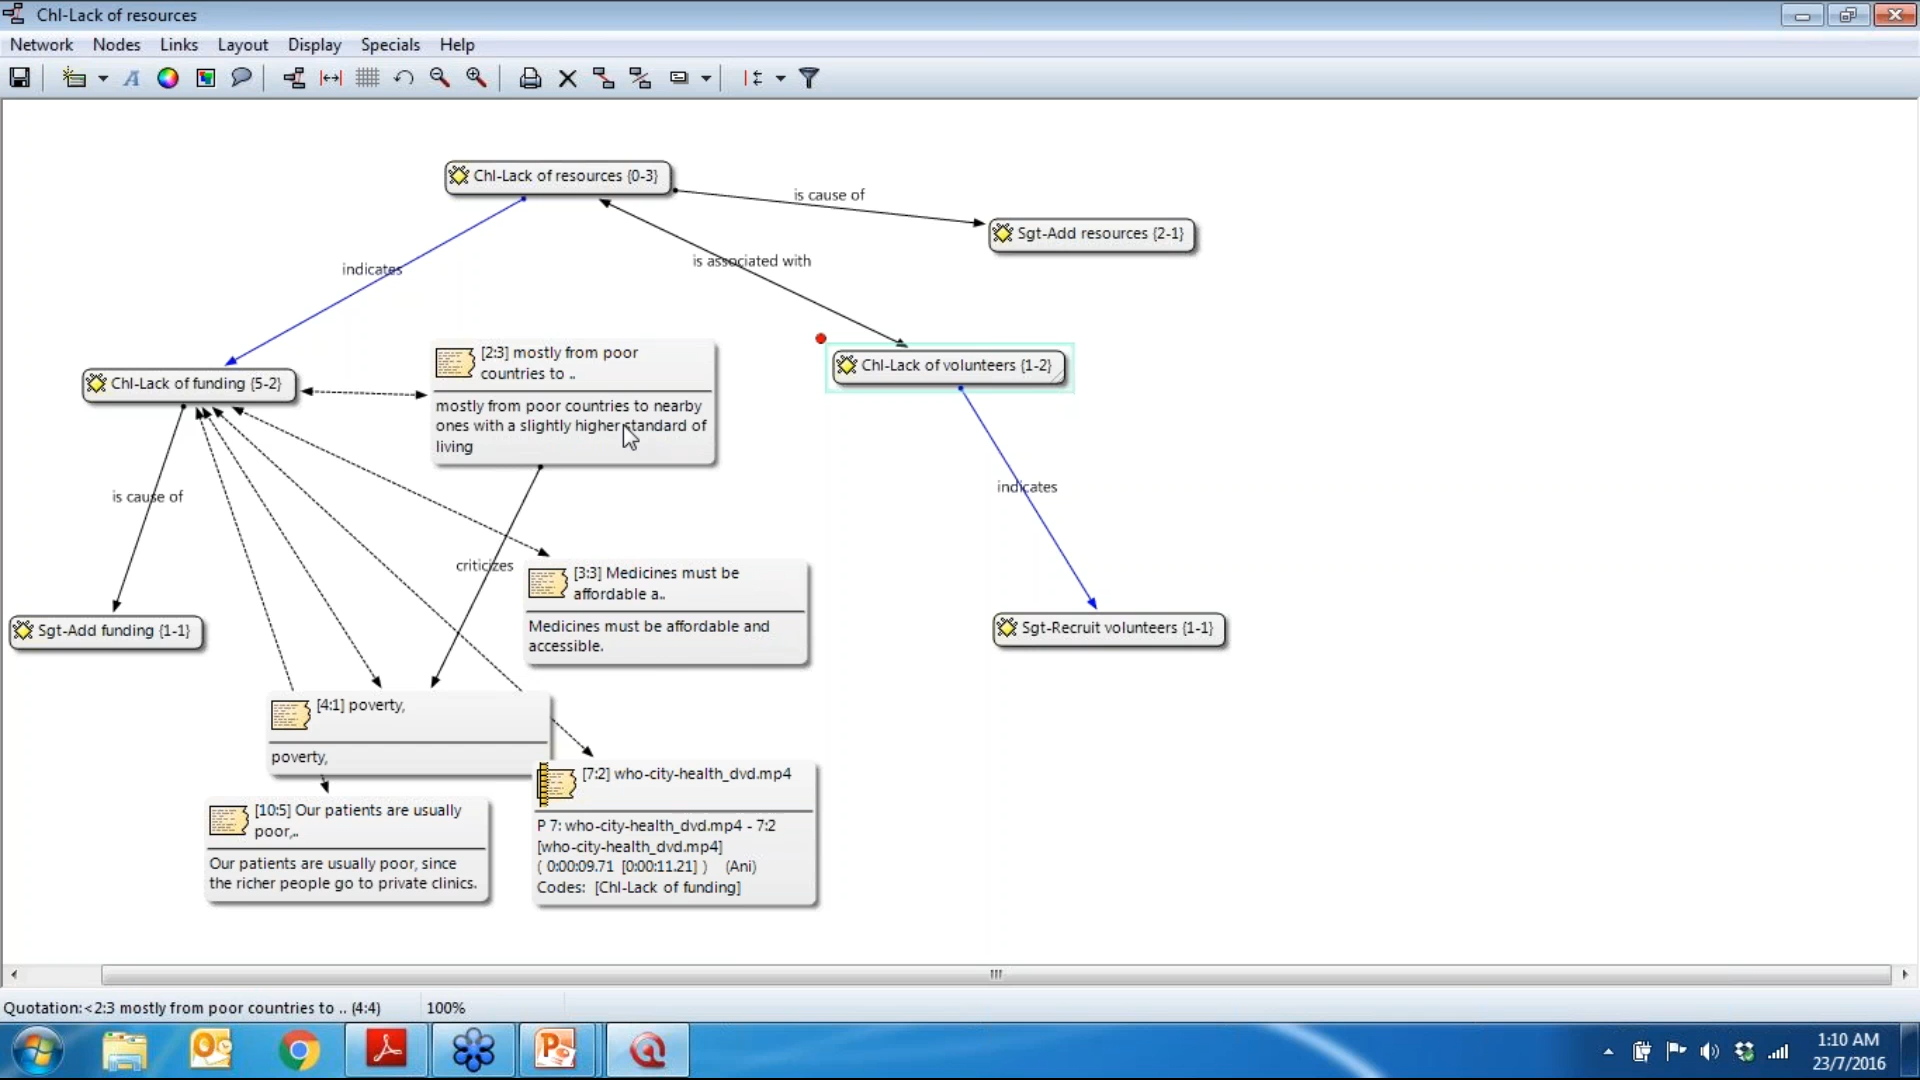 Chl-Lack of resources
Network Nodes Links Layout Display Specials Help
Chl-Lack of resources {0-3}
is cause of
Sgt-Add resources {2-1}
is associated with
indicates
[2:3] mostly from poor
countries to ..
mostly from poor countries to nearby
ones with a slightly higher standard of
living
Chl-Lack of volunteers {1-2}
Chl-Lack of funding {5-2}
indicates
is cause of
criticizes
[3:3] Medicines must be
affordable a..
Medicines must be affordable and
accessible.
Sgt-Add funding {1-1}
Sgt-Recruit volunteers {1-1}
[4:1] poverty,
poverty,
[7:2] who-city-health_dvd.mp4
P 7: who-city-health_dvd.mp4 - 7:2
[who-city-health_dvd.mp4]
( 0:00:09.71 [0:00:11.21] ) (Ani)
Codes: [Chl-Lack of funding]
[10:5] Our patients are usually
poor,..
Our patients are usually poor, since
the richer people go to private clinics.
Quotation:<2:3 mostly from poor countries to .. (4:4) 100%
1:10 AM
23/7/2016